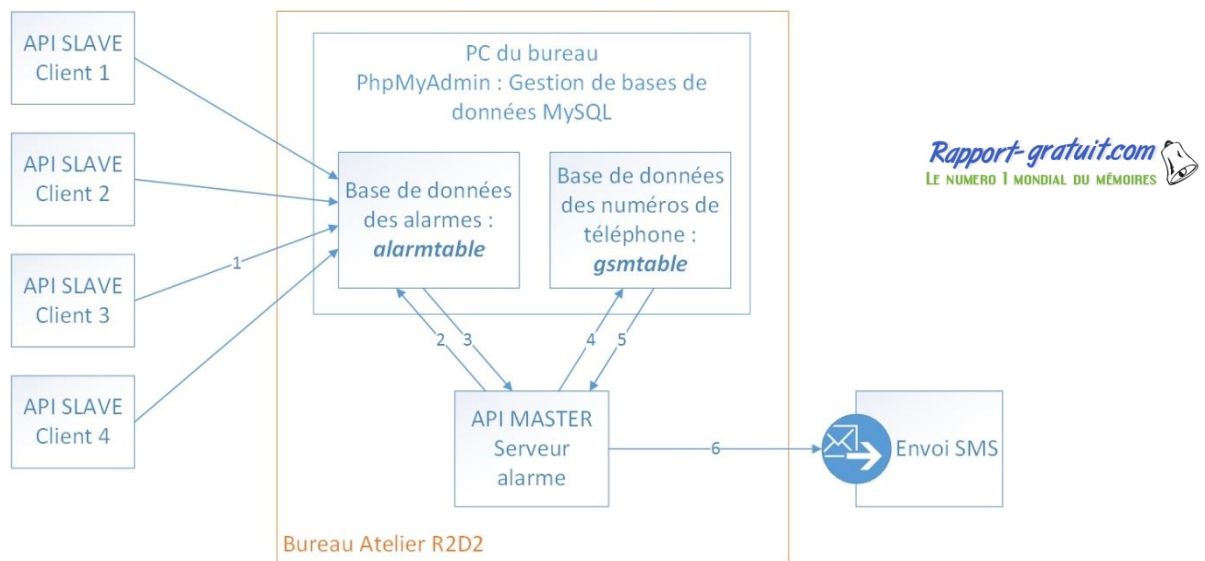 API SLAVE
Client 1
API SLAVE
Client 2
API SLAVE
Client 3
API SLAVE
Client 4
1
PC du bureau
PhpMyAdmin : Gestion de bases de
données MySQL
Base de données
des alarmes :
alarmtable
Base de données
des numéros de
téléphone :
gsmtable
2
3
4
5
API MASTER
Serveur
alarme
6
Envoi SMS
Bureau Atelier R2D2
Rapport-gratuit.com
LE NUMERO 1 MONDIAL DU MÉMOIRES